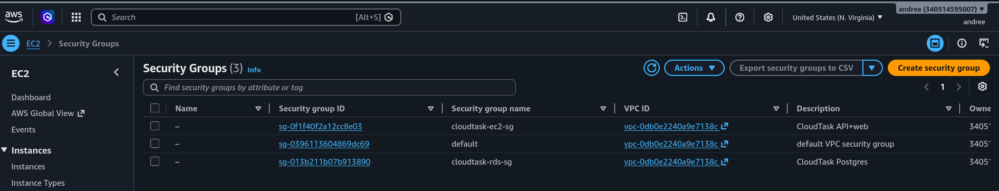 andree (340514595007)
aws
Search [Alt+S]
United States (N. Virginia)
andree
EC2 Security Groups
EC2
Dashboard
AWS Global View
Events
Instances
Instances
Instance Types
Security Groups (3) Info
Actions Export security groups to CSV Create security group
Find security groups by attribute or tag
1
Name Security group ID Security group name VPC ID Description Owne
– sg-0f1f40f2a12cc8e03 cloudtask-ec2-sg vpc-0db0e2240a9e7138c CloudTask API+web 34051
– sg-0396113604869dc69 default vpc-0db0e2240a9e7138c default VPC security group 34051
– sg-013b211b07b913890 cloudtask-rds-sg vpc-0db0e2240a9e7138c CloudTask Postgres 34051